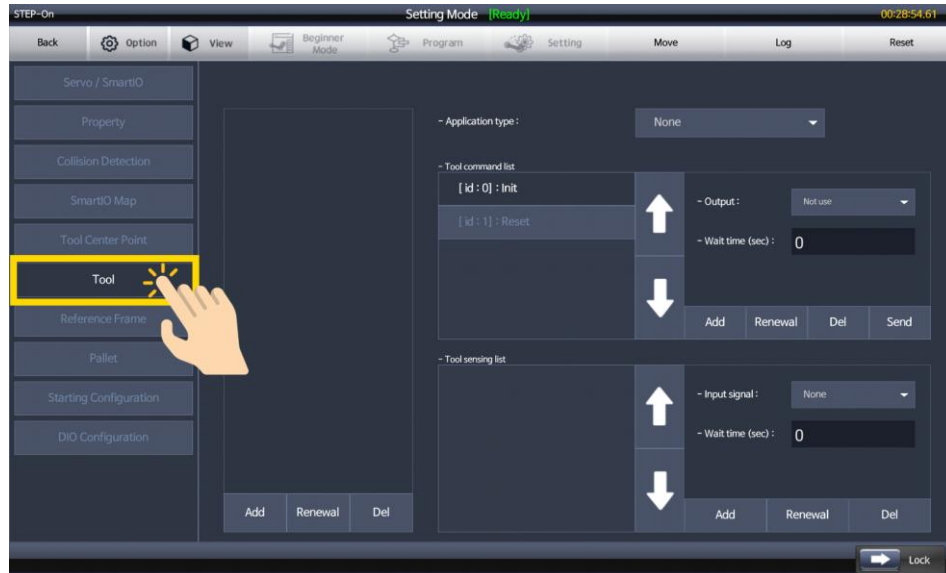 STEP-On Setting Mode [Ready] 00:28:54.61
Back Option View Beginner Mode Program Setting Move Log Reset
Servo / SmartIO
Property
Collision Detection
SmartIO Map
Tool Center Point
Tool
Reference Frame
Pallet
Starting Configuration
DIO Configuration
Add Renewal Del
- Application type : None
- Tool command list
[ id : 0] : Init
[ id : 1] : Reset
- Output : Not use
- Wait time (sec) : 0
Add Renewal Del Send
- Tool sensing list
- Input signal : None
- Wait time (sec) : 0
Add Renewal Del
Lock